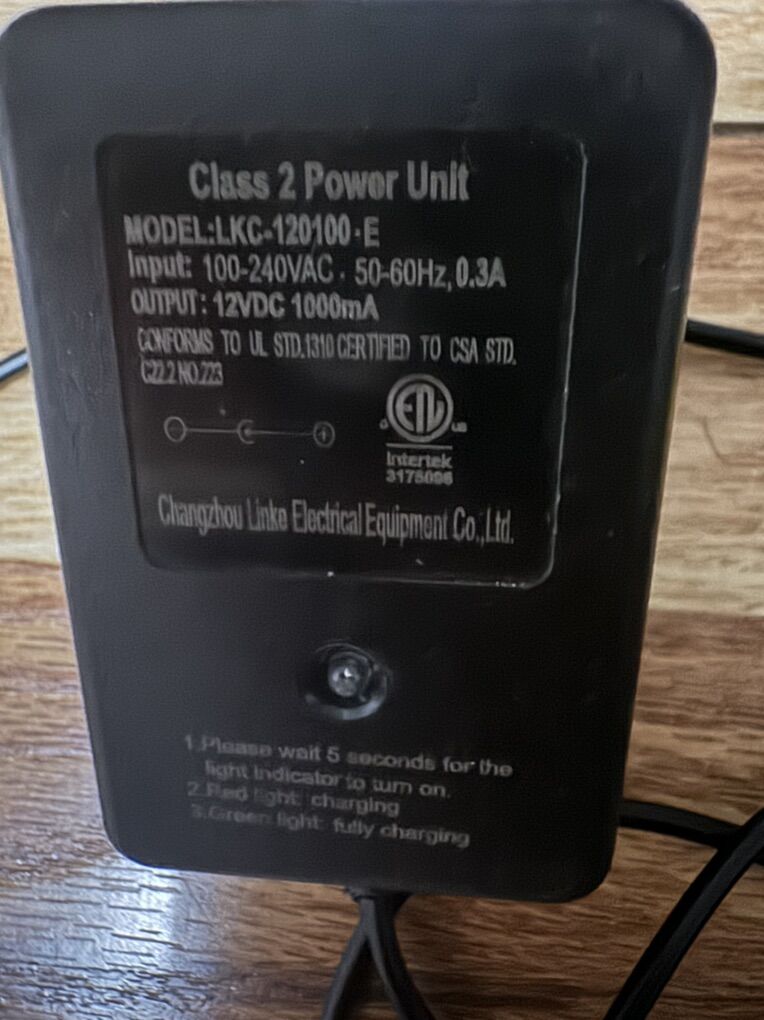 Class 2 Power Unit
MODEL:LKC-120100-E
Input: 100-240VAC . 50-60Hz, 0.3A
OUTPUT: 12VDC 1000mA
CONFORMS TO UL STD.1310 CERTIFIED TO CSA STD.
C22.2 NO.223
- +
c ETL us
Intertek
3175096
Changzhou Linke Electrical Equipment Co.,Ltd.
1.Please wait 5 seconds for the
light indicator to turn on.
2.Red light: charging
3.Green light: fully charging